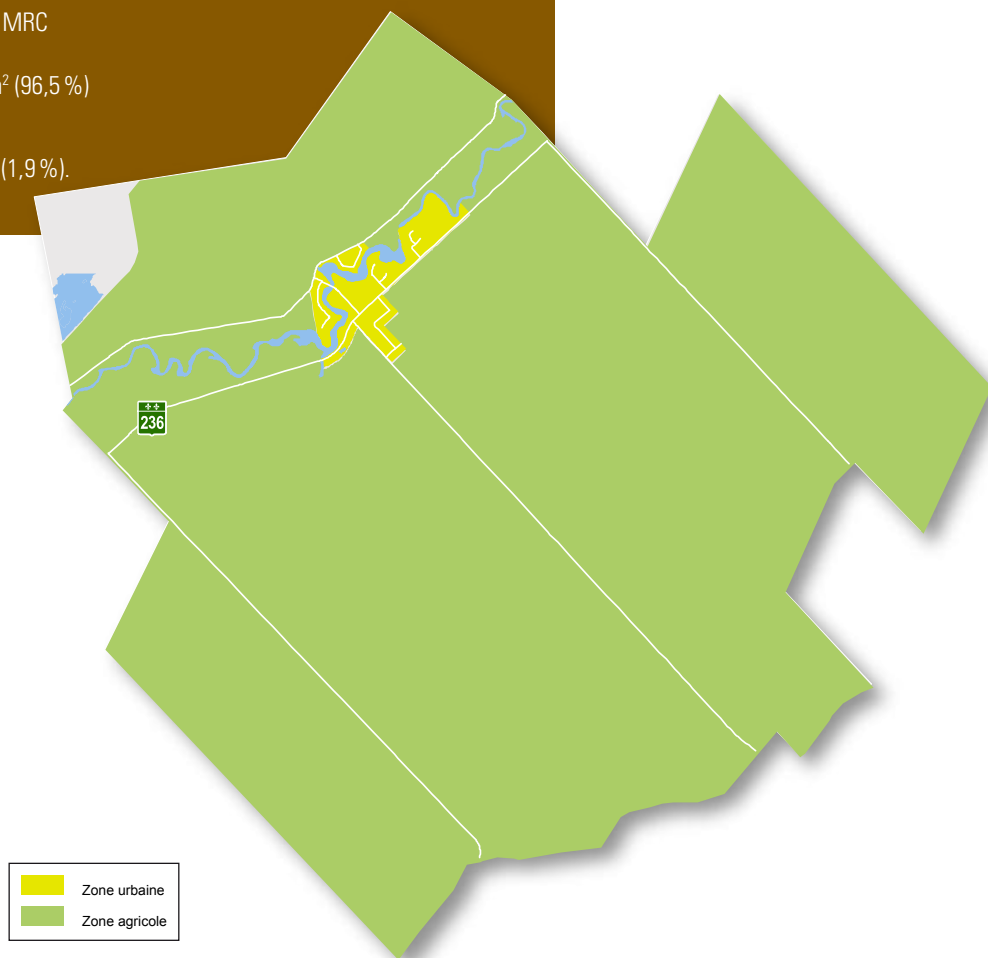 MRC
² (96,5 %)
(1,9 %).
236
Zone urbaine
Zone agricole